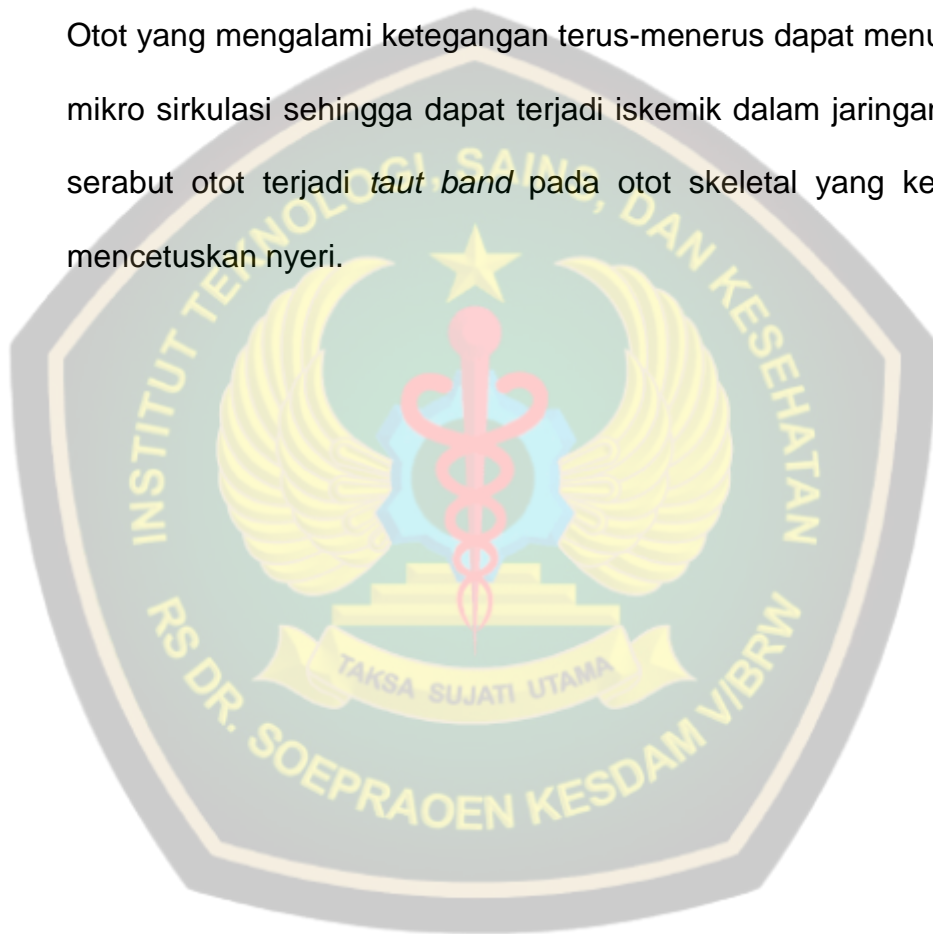 Otot yang mengalami ketegangan terus-menerus dapat
mikro sirkulasi sehingga dapat terjadi iskemik dalam jaringan
serabut otot terjadi taut band pada otot skeletal yang
mencetuskan nyeri.
INSTITUT TEKNOLOGI, SAINS, DAN KESEHATAN
TAKSA SUJATI UTAMA
RS DR. SOEPRAOEN KESDAM V/BRW